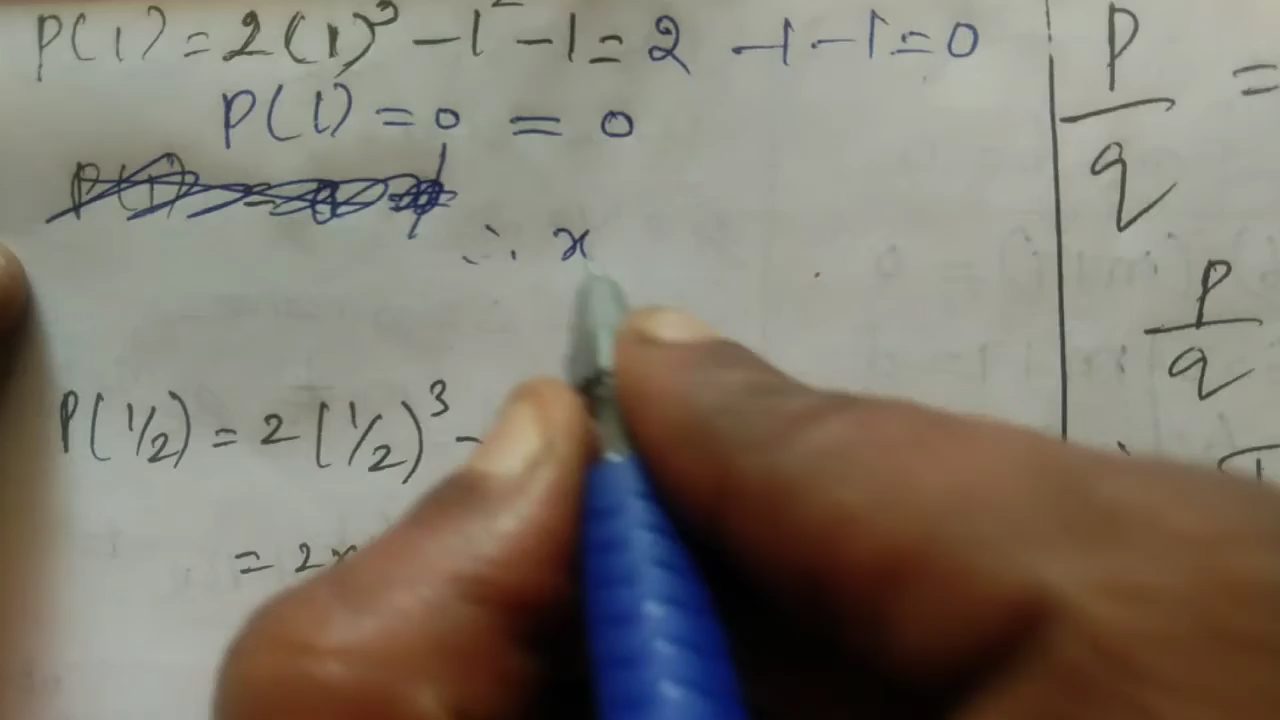 P(1) = 2(1)³ - 1² - 1 = 2 - 1 - 1 = 0
P(1) = 0 = 0
∴ x
P(1/2) = 2(1/2)³ -
= 2x
P/q =
P/q